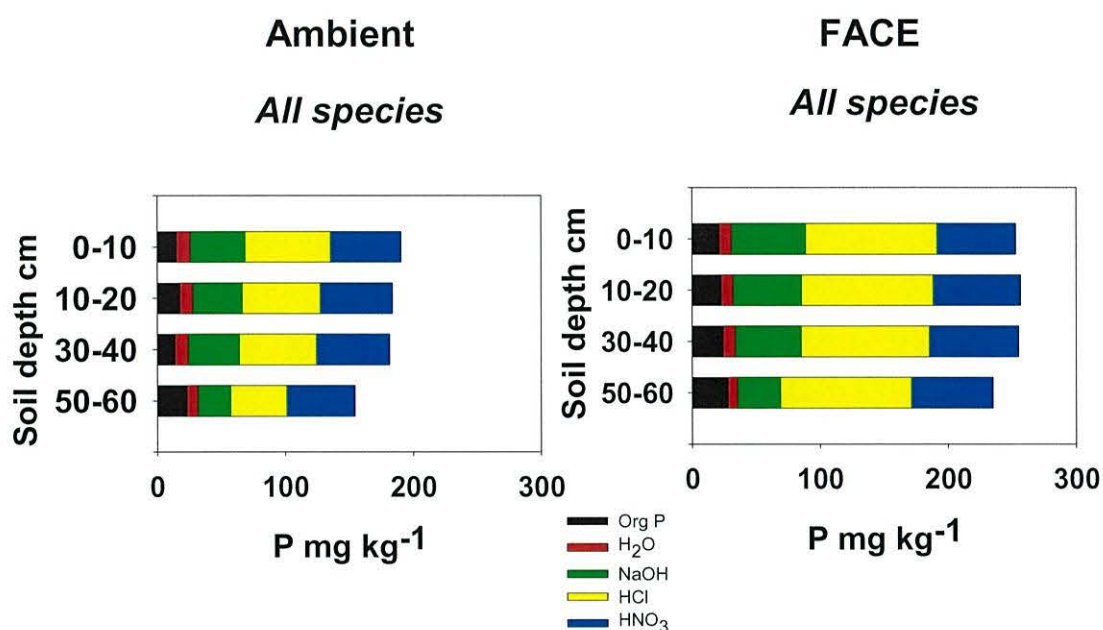 Ambient
FACE
All species
All species
Soil depth cm
0-10
10-20
30-40
50-60
0 100 200 300
P mg kg⁻¹
Soil depth cm
0-10
10-20
30-40
50-60
0 100 200 300
P mg kg⁻¹
Org P
H₂O
NaOH
HCl
HNO₃